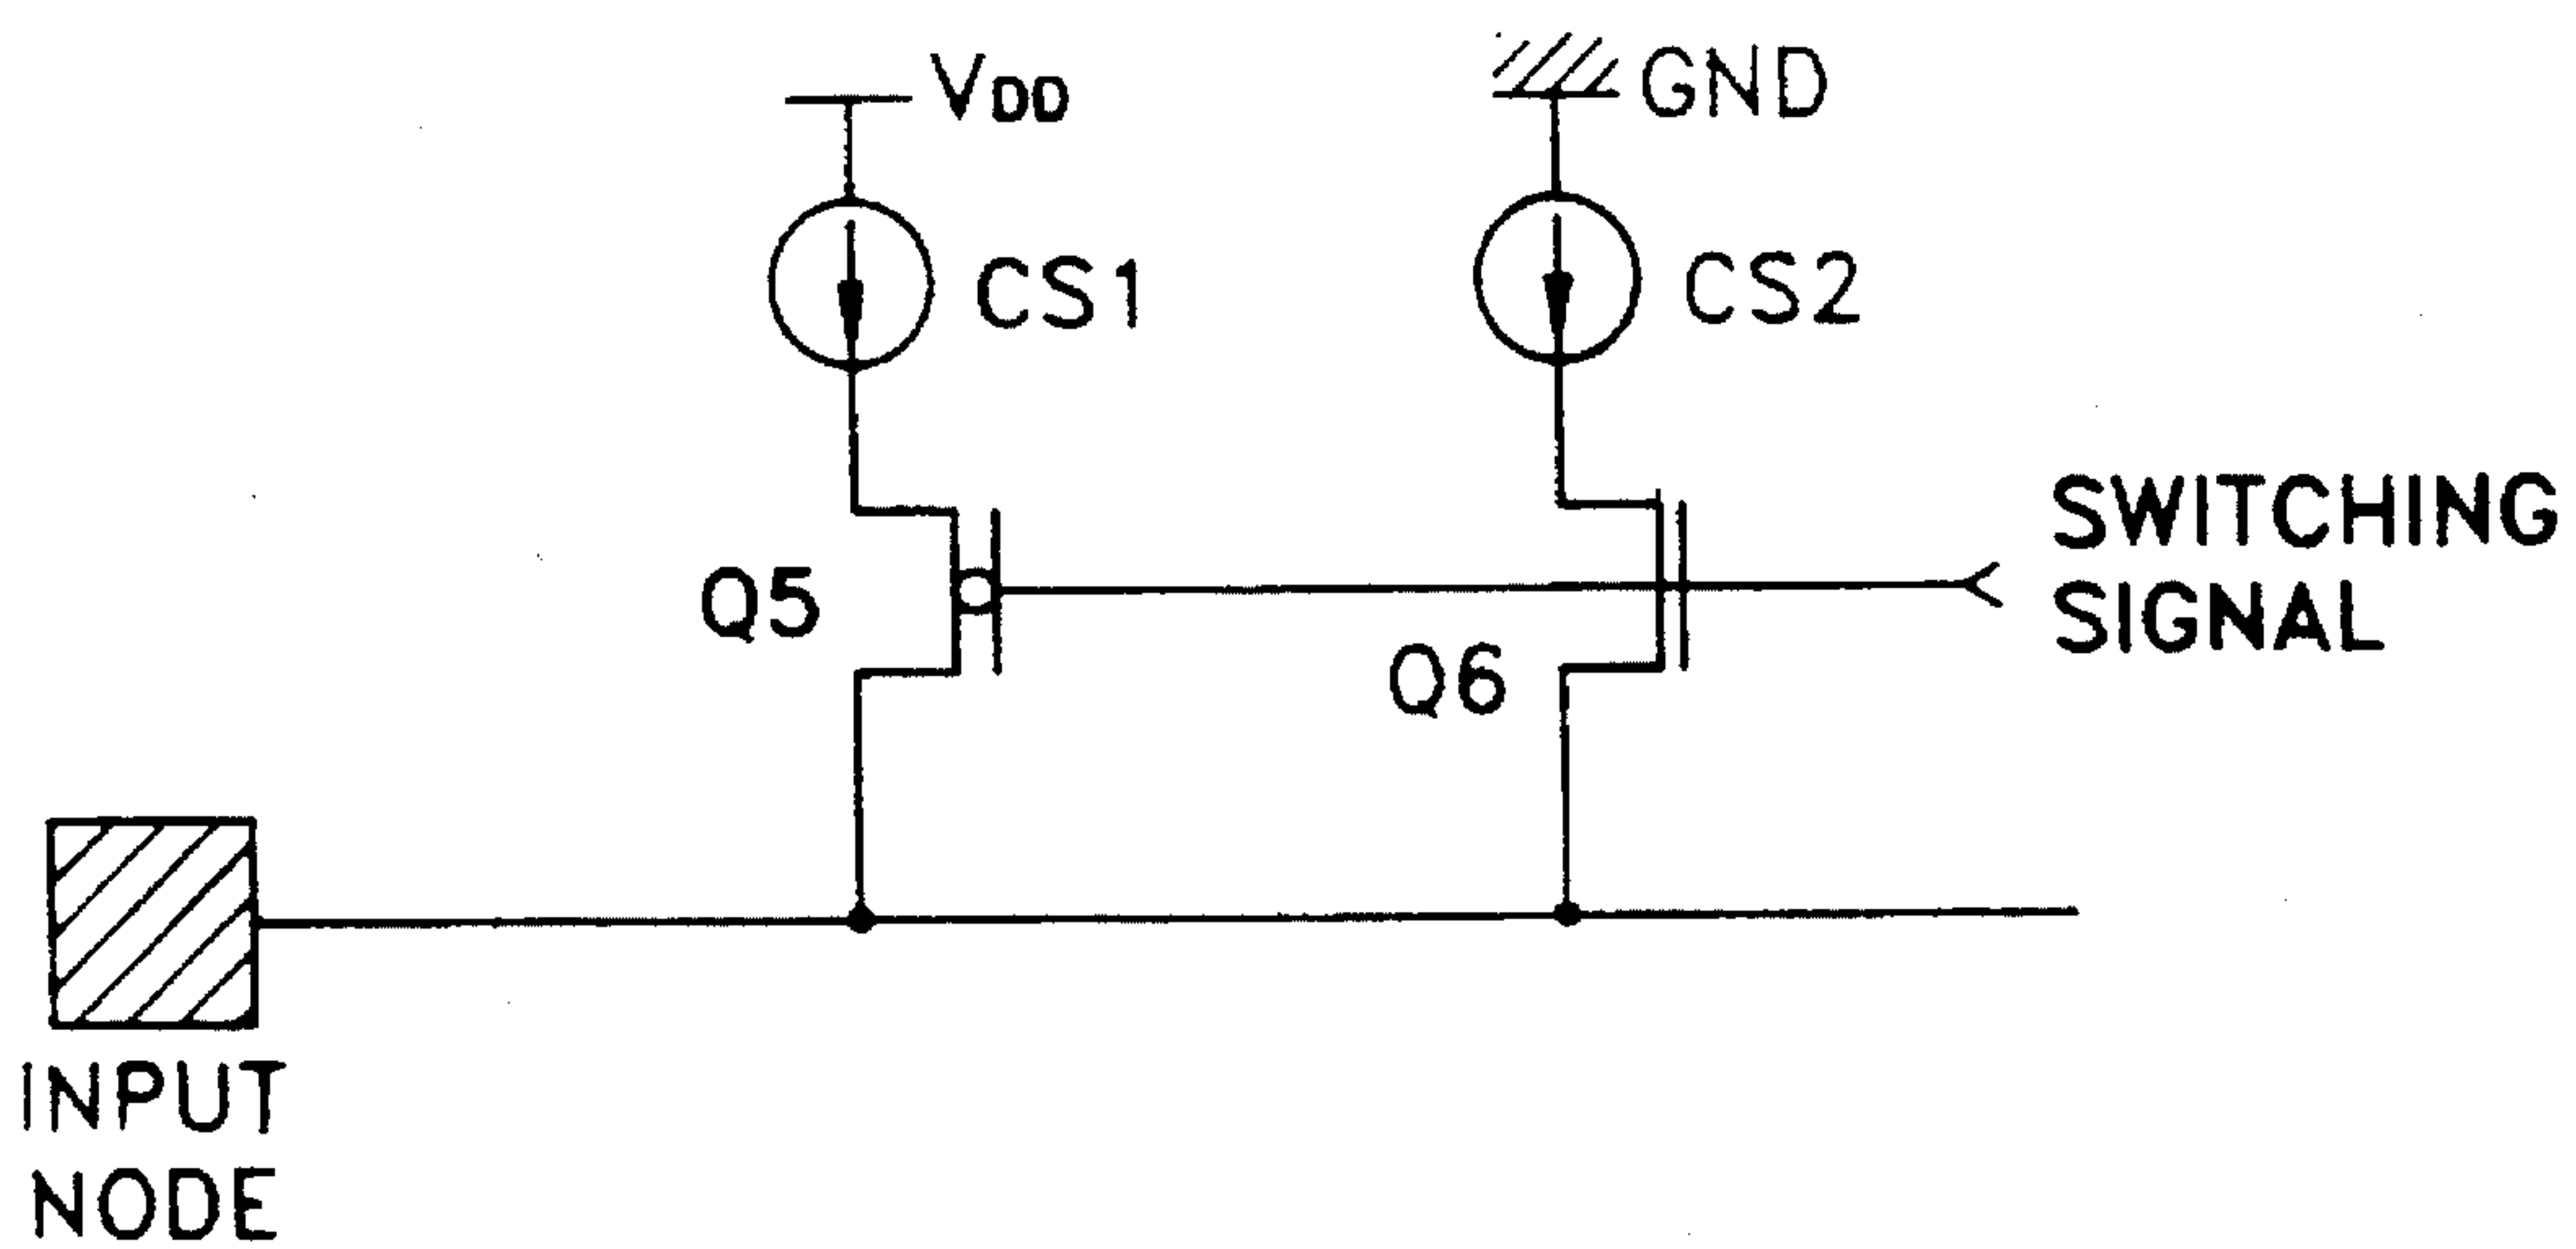 VDD
GND
CS1
CS2
Q5
Q6
SWITCHING
SIGNAL
INPUT
NODE